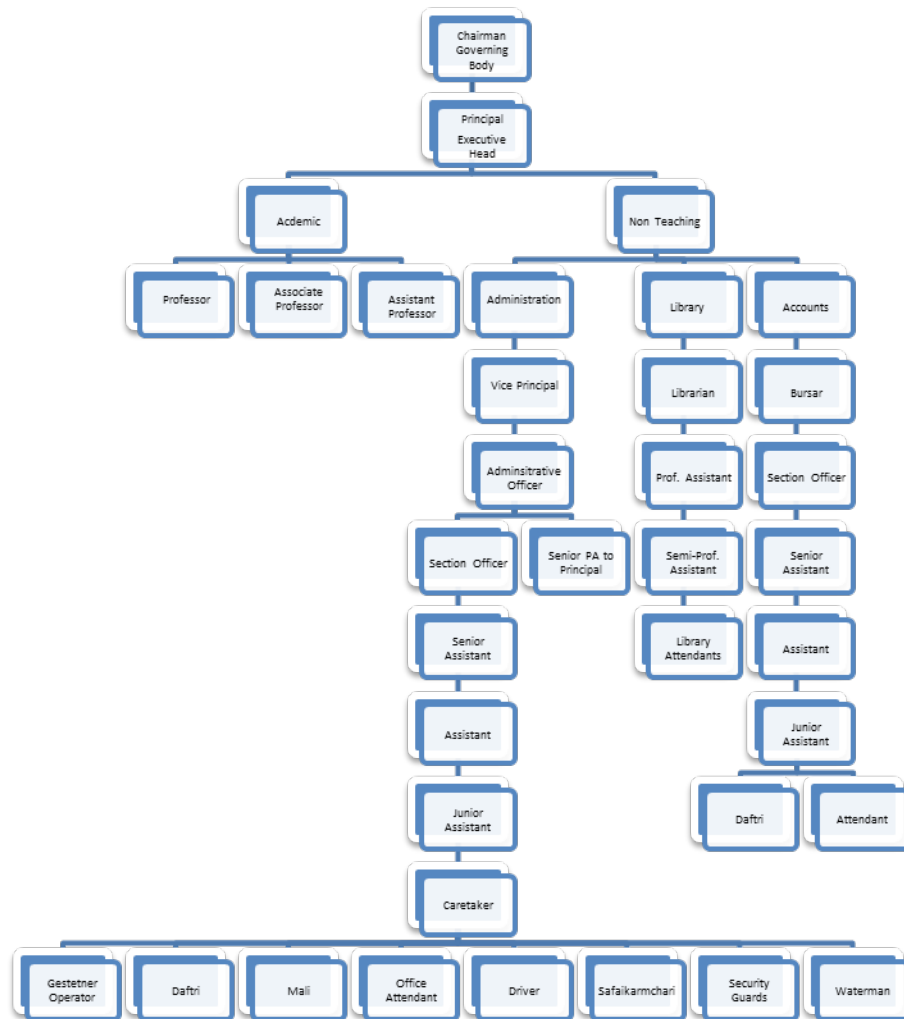 Chairman
Governing
Body
Principal
Executive
Head
Acdemic
Non Teaching
Professor
Associate
Professor
Assistant
Professor
Administration
Library
Accounts
Vice Principal
Librarian
Bursar
Adminsitrative
Officer
Prof. Assistant
Section Officer
Section Officer
Senior PA to
Principal
Semi-Prof.
Assistant
Senior
Assistant
Senior
Assistant
Library
Attendants
Assistant
Assistant
Junior
Assistant
Junior
Assistant
Daftri
Attendant
Caretaker
Gestetner
Operator
Daftri
Mali
Office
Attendant
Driver
Safaikarmchari
Security
Guards
Waterman